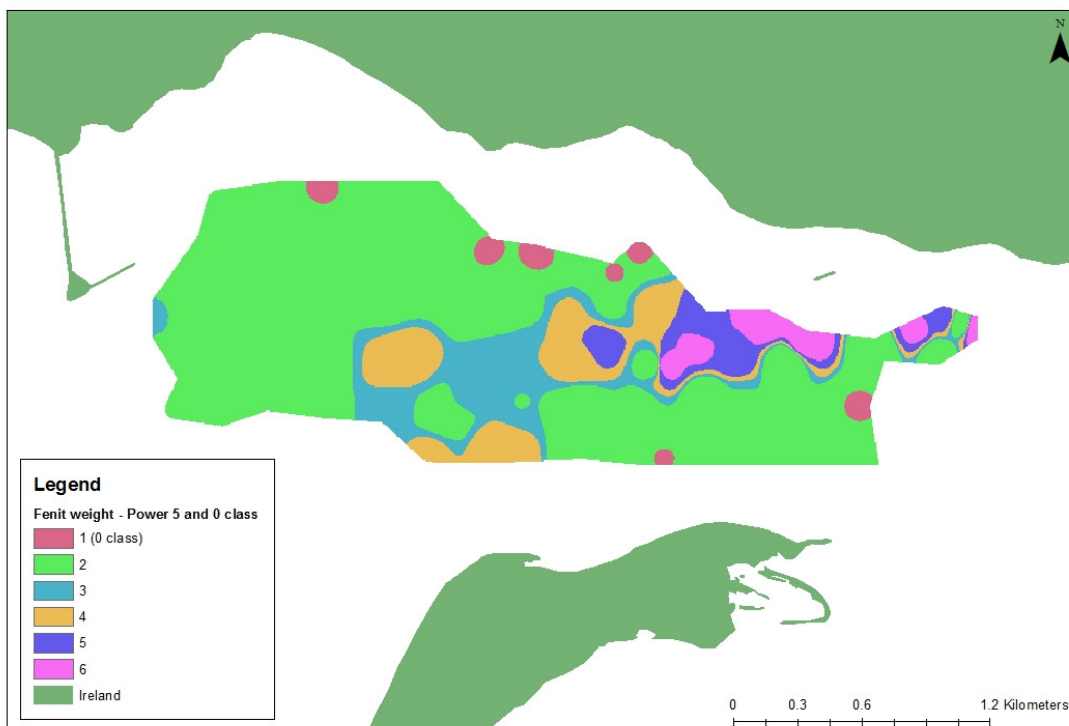 N
Legend
Fenit weight - Power 5 and 0 class
1 (0 class)
2
3
4
5
6
Ireland
0 0.3 0.6 1.2 Kilometers